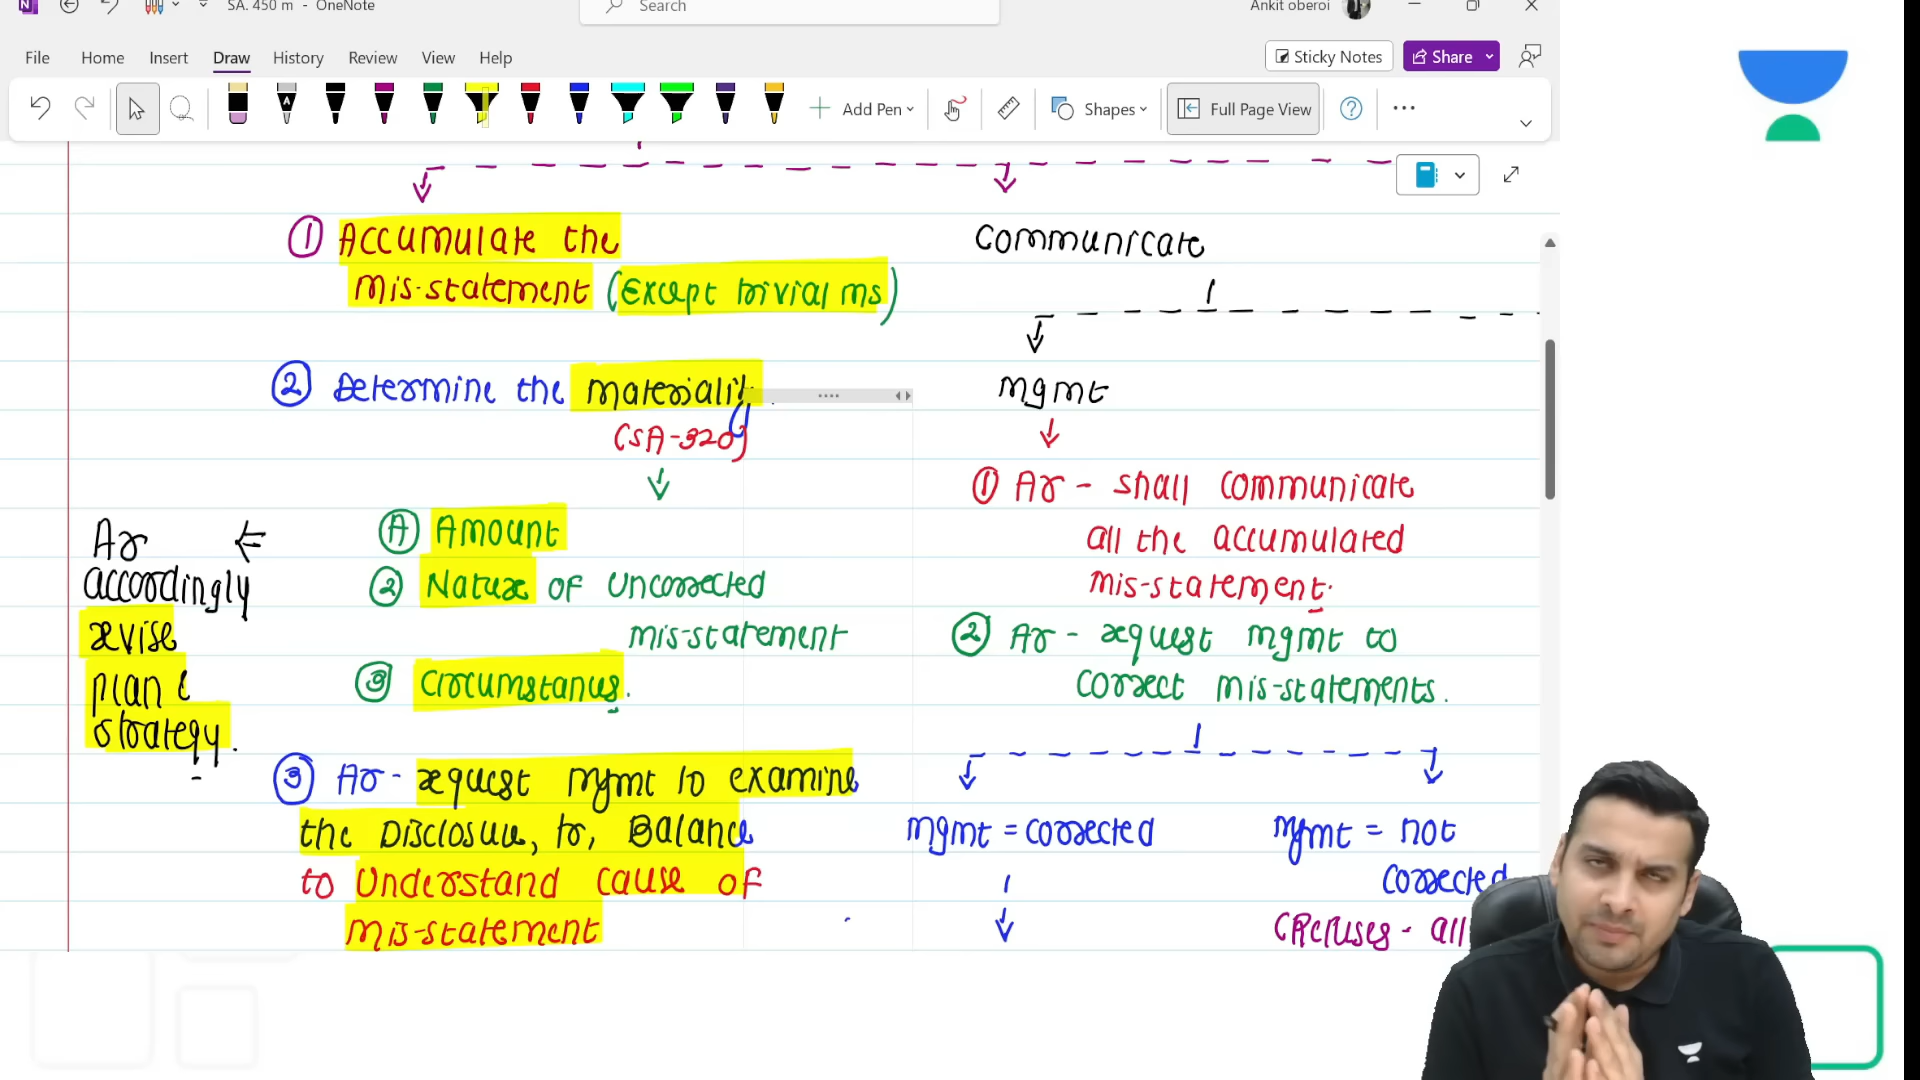 SA. 450 m - OneNote
Search
Ankit oberoi
File Home Insert Draw History Review View Help
Sticky Notes
Share
Add Pen
Shapes
Full Page View
① Accumulate the
mis-statement (Except trivial ms)
② Determine the materiality
(SA-320)
Ⓐ Amount
② Nature of uncorrected
mis-statement
③ Circumstances.
Ar
accordingly
revise
plan &
strategy.
③ Ar - request mgmt to examine
the Disclosure, tr, Balance
to understand cause of
mis-statement
Communicate
mgmt
① Ar - shall communicate
all the accumulated
mis-statement.
② Ar - request mgmt to
correct mis-statements.
mgmt = corrected
mgmt = not
corrected
(Refuses - all